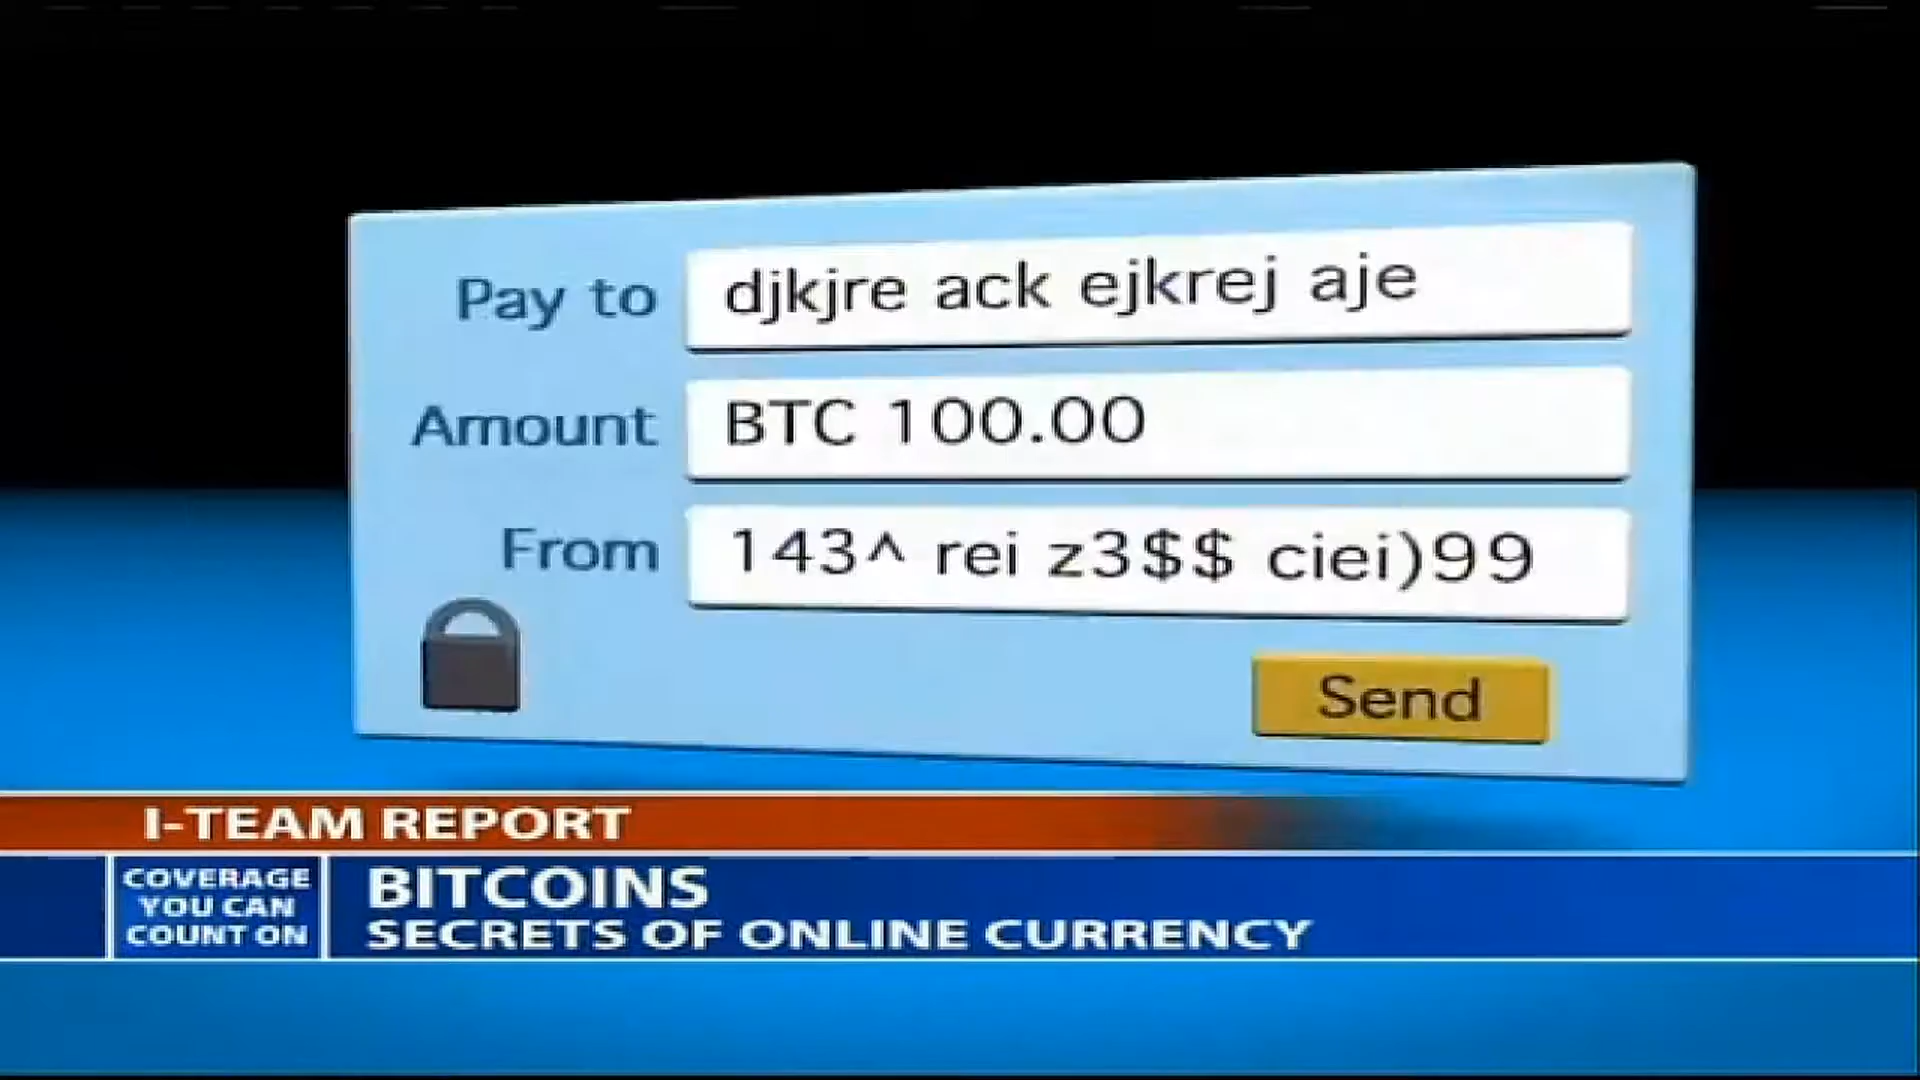 Pay to djkjre ack ejkrej aje
Amount BTC 100.00
From 143^ rei z3$$ ciei)99
Send
I-TEAM REPORT
COVERAGE
YOU CAN
COUNT ON
BITCOINS
SECRETS OF ONLINE CURRENCY